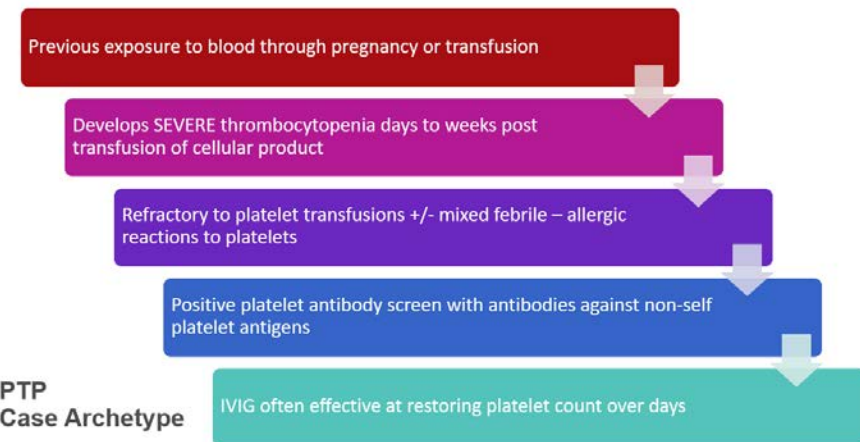 Previous exposure to blood through pregnancy or transfusion
Develops SEVERE thrombocytopenia days to weeks post
transfusion of cellular product
Refractory to platelet transfusions +/- mixed febrile – allergic
reactions to platelets
Positive platelet antibody screen with antibodies against non-self
platelet antigens
IVIG often effective at restoring platelet count over days
PTP
Case Archetype